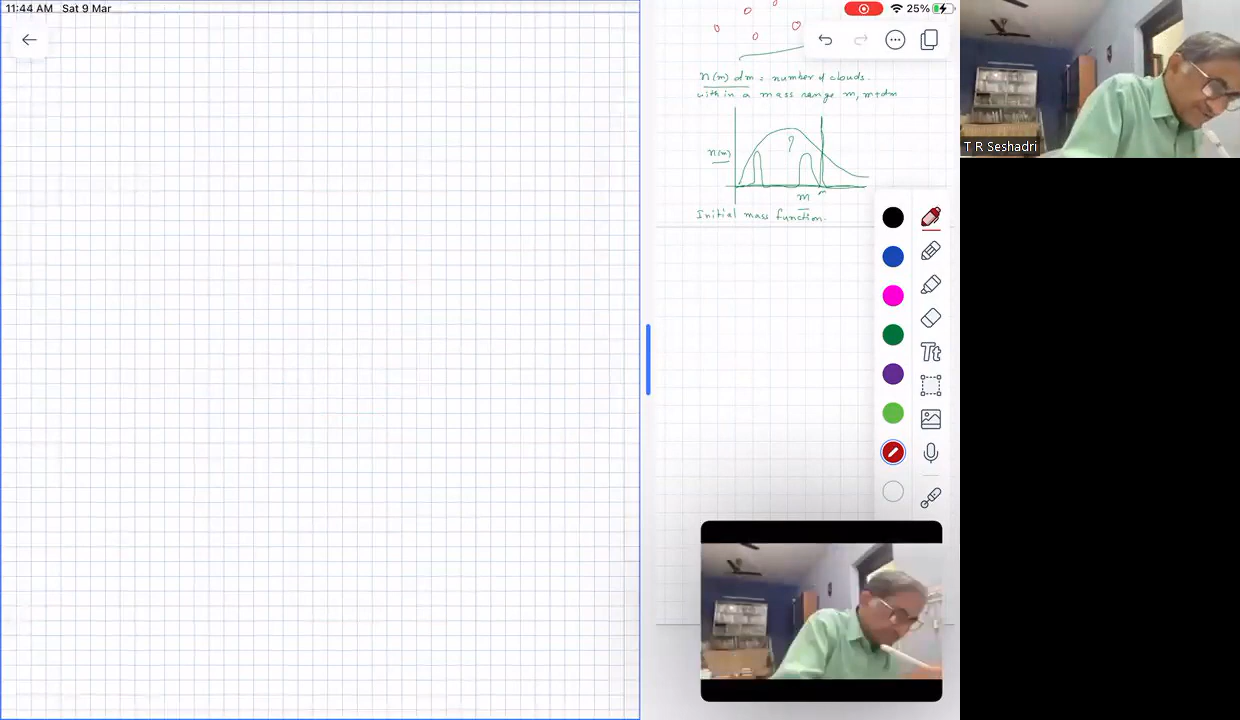 11:44 AM Sat 9 Mar
25%
n(m) dm = number of clouds.
with in a mass range m, m+dm
n(m)
?
m
Initial mass function.
Tt
T R Seshadri